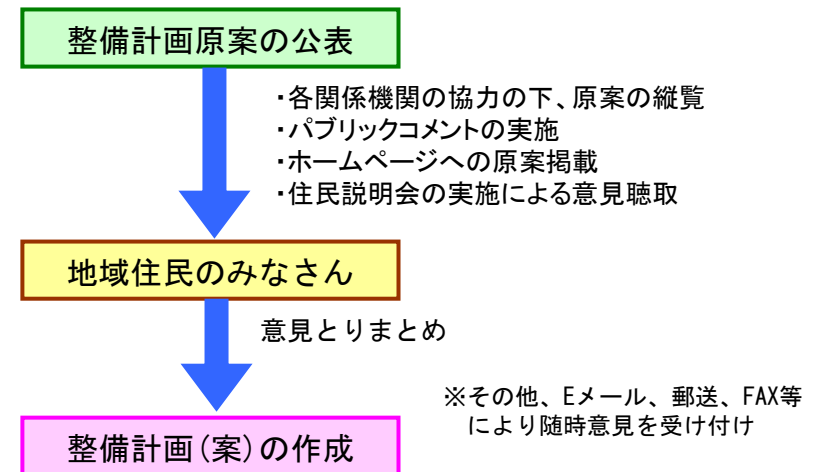 整備計画原案の公表
・各関係機関の協力の下、原案の縦覧
・パブリックコメントの実施
・ホームページへの原案掲載
・住民説明会の実施による意見聴取
地域住民のみなさん
意見とりまとめ
※その他、Eメール、郵送、FAX等
により随時意見を受け付け
整備計画(案)の作成